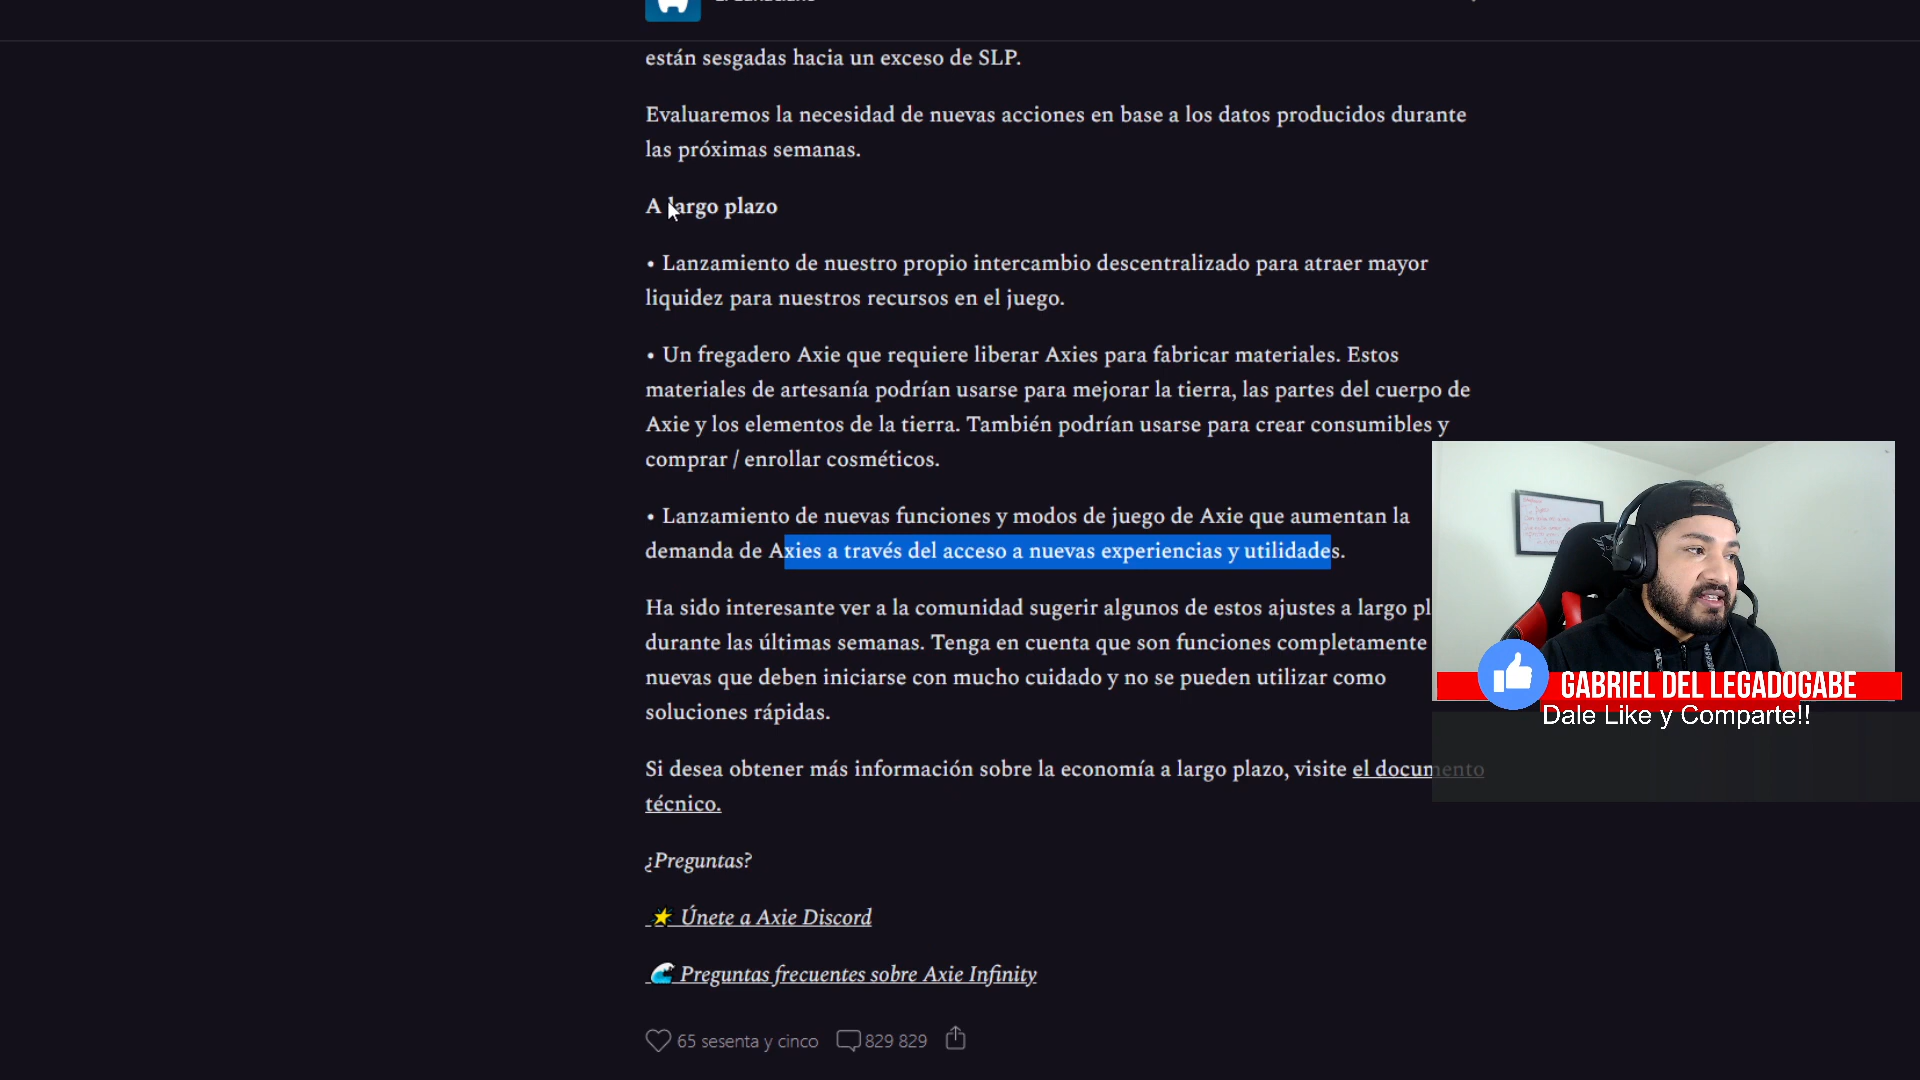 están sesgadas hacia un exceso de SLP.
Evaluaremos la necesidad de nuevas acciones en base a los datos producidos durante
las próximas semanas.
A largo plazo
• Lanzamiento de nuestro propio intercambio descentralizado para atraer mayor
liquidez para nuestros recursos en el juego.
• Un fregadero Axie que requiere liberar Axies para fabricar materiales. Estos
materiales de artesanía podrían usarse para mejorar la tierra, las partes del cuerpo de
Axie y los elementos de la tierra. También podrían usarse para crear consumibles y
comprar / enrollar cosméticos.
• Lanzamiento de nuevas funciones y modos de juego de Axie que aumentan la
demanda de Axies a través del acceso a nuevas experiencias y utilidades.
Ha sido interesante ver a la comunidad sugerir algunos de estos ajustes a largo pl
durante las últimas semanas. Tenga en cuenta que son funciones completamente
nuevas que deben iniciarse con mucho cuidado y no se pueden utilizar como
soluciones rápidas.
Si desea obtener más información sobre la economía a largo plazo, visite el documento
técnico.
¿Preguntas?
Únete a Axie Discord
Preguntas frecuentes sobre Axie Infinity
65 sesenta y cinco 829 829
GABRIEL DEL LEGADOGABE
Dale Like y Comparte!!